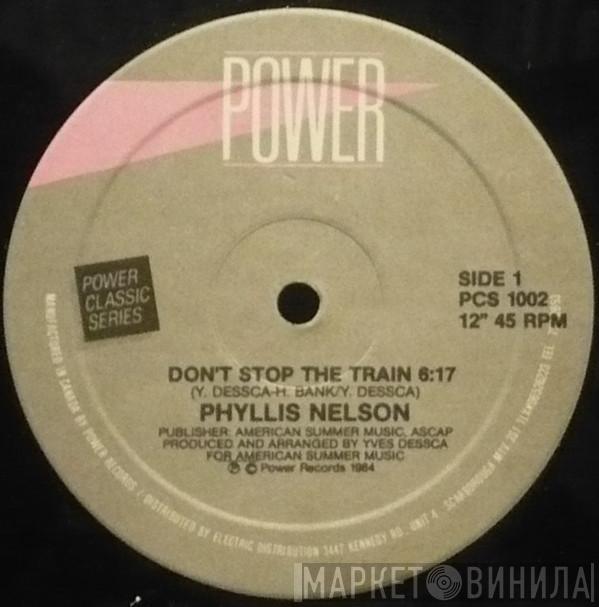 POWER
POWER
CLASSIC
SERIES
SIDE 1
PCS 1002
12" 45 RPM
DON'T STOP THE TRAIN 6:17
(Y. DESSCA-H. BANK/Y. DESSCA)
PHYLLIS NELSON
PUBLISHER: AMERICAN SUMMER MUSIC, ASCAP
PRODUCED AND ARRANGED BY YVES DESSCA
FOR AMERICAN SUMMER MUSIC
℗ © Power Records 1984
MANUFACTURED IN CANADA BY POWER RECORDS / DISTRIBUTED BY ELECTRIC DISTRIBUTION 3447 KENNEDY RD., UNIT 4, SCARBOROUGH
МАРКЕТ ВИНИЛА